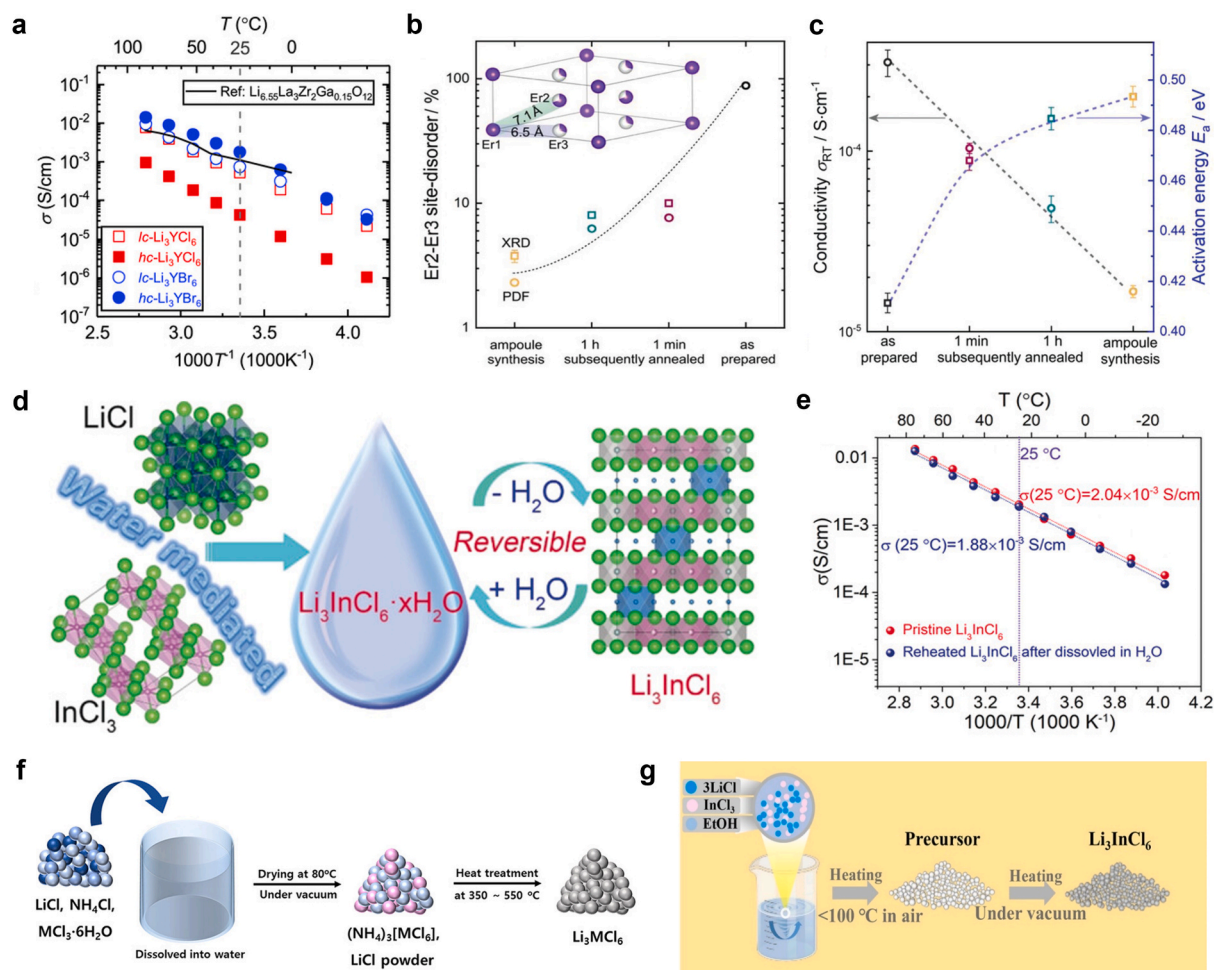 a
T (°C)
100 50 25 0
10⁻¹
10⁻²
10⁻³
10⁻⁴
10⁻⁵
10⁻⁶
10⁻⁷
σ (S/cm)
Ref: Li₆.₅₅La₃Zr₂Ga₀.₁₅O₁₂
lc-Li₃YCl₆
hc-Li₃YCl₆
lc-Li₃YBr₆
hc-Li₃YBr₆
2.5 3.0 3.5 4.0
1000T⁻¹ (1000K⁻¹)
b
Er2-Er3 site-disorder / %
100
10
1
Er2
7.1Å
6.5 Å
Er1
Er3
XRD
PDF
ampoule synthesis
1 h
1 min
subsequently annealed
as prepared
c
Conductivity σRT / S·cm⁻¹
10⁻⁴
10⁻⁵
0.50
0.48
0.46
0.44
0.42
0.40
Activation energy Eₐ / eV
as prepared
1 min
1 h
subsequently annealed
ampoule synthesis
d
LiCl
Water mediated
InCl₃
Li₃InCl₆·xH₂O
- H₂O
Reversible
+ H₂O
Li₃InCl₆
e
T (°C)
80 60 40 20 0 -20
0.01
1E-3
1E-4
1E-5
σ(S/cm)
25 °C
σ(25 °C)=2.04×10⁻³ S/cm
σ (25 °C)=1.88×10⁻³ S/cm
Pristine Li₃InCl₆
Reheated Li₃InCl₆ after dissovled in H₂O
2.8 3.0 3.2 3.4 3.6 3.8 4.0 4.2
1000/T (1000 K⁻¹)
f
LiCl, NH₄Cl,
MCl₃·6H₂O
Dissolved into water
Drying at 80ºC
Under vacuum
(NH₄)₃[MCl₆],
LiCl powder
Heat treatment
at 350 ~ 550 ºC
Li₃MCl₆
g
3LiCl
InCl₃
EtOH
Heating
<100 °C in air
Precursor
Heating
Under vacuum
Li₃InCl₆